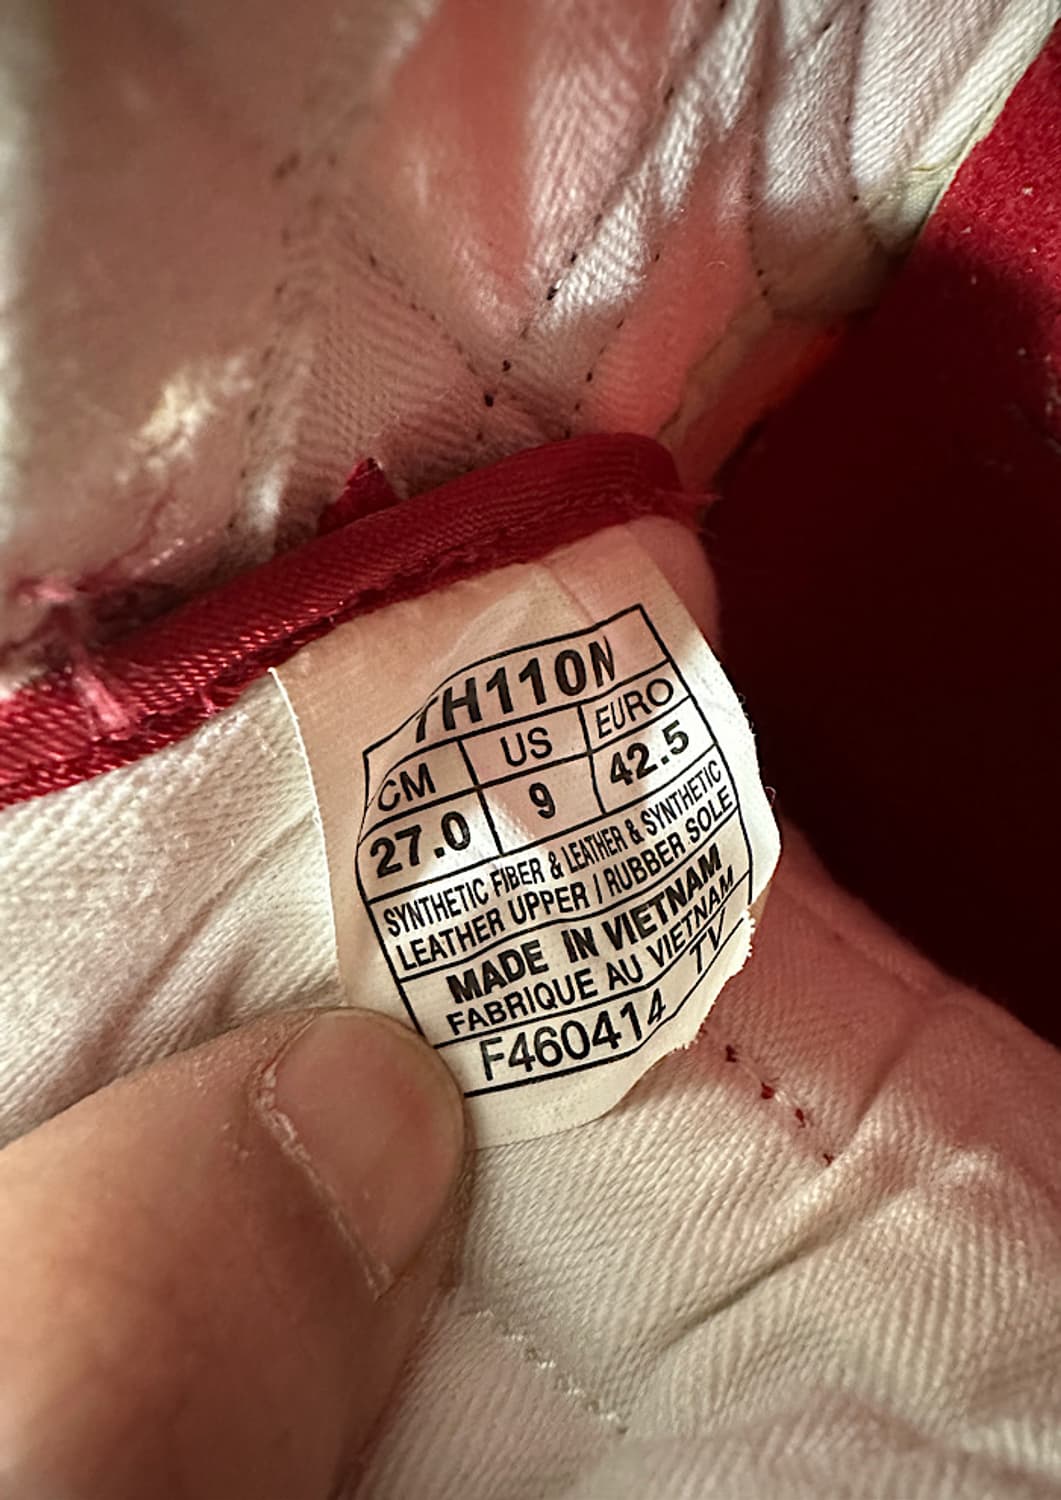 TH110N
CM US EURO
27.0 9 42.5
SYNTHETIC FIBER & LEATHER & SYNTHETIC
LEATHER UPPER / RUBBER SOLE
MADE IN VIETNAM
FABRIQUE AU VIETNAM
F460414 TV